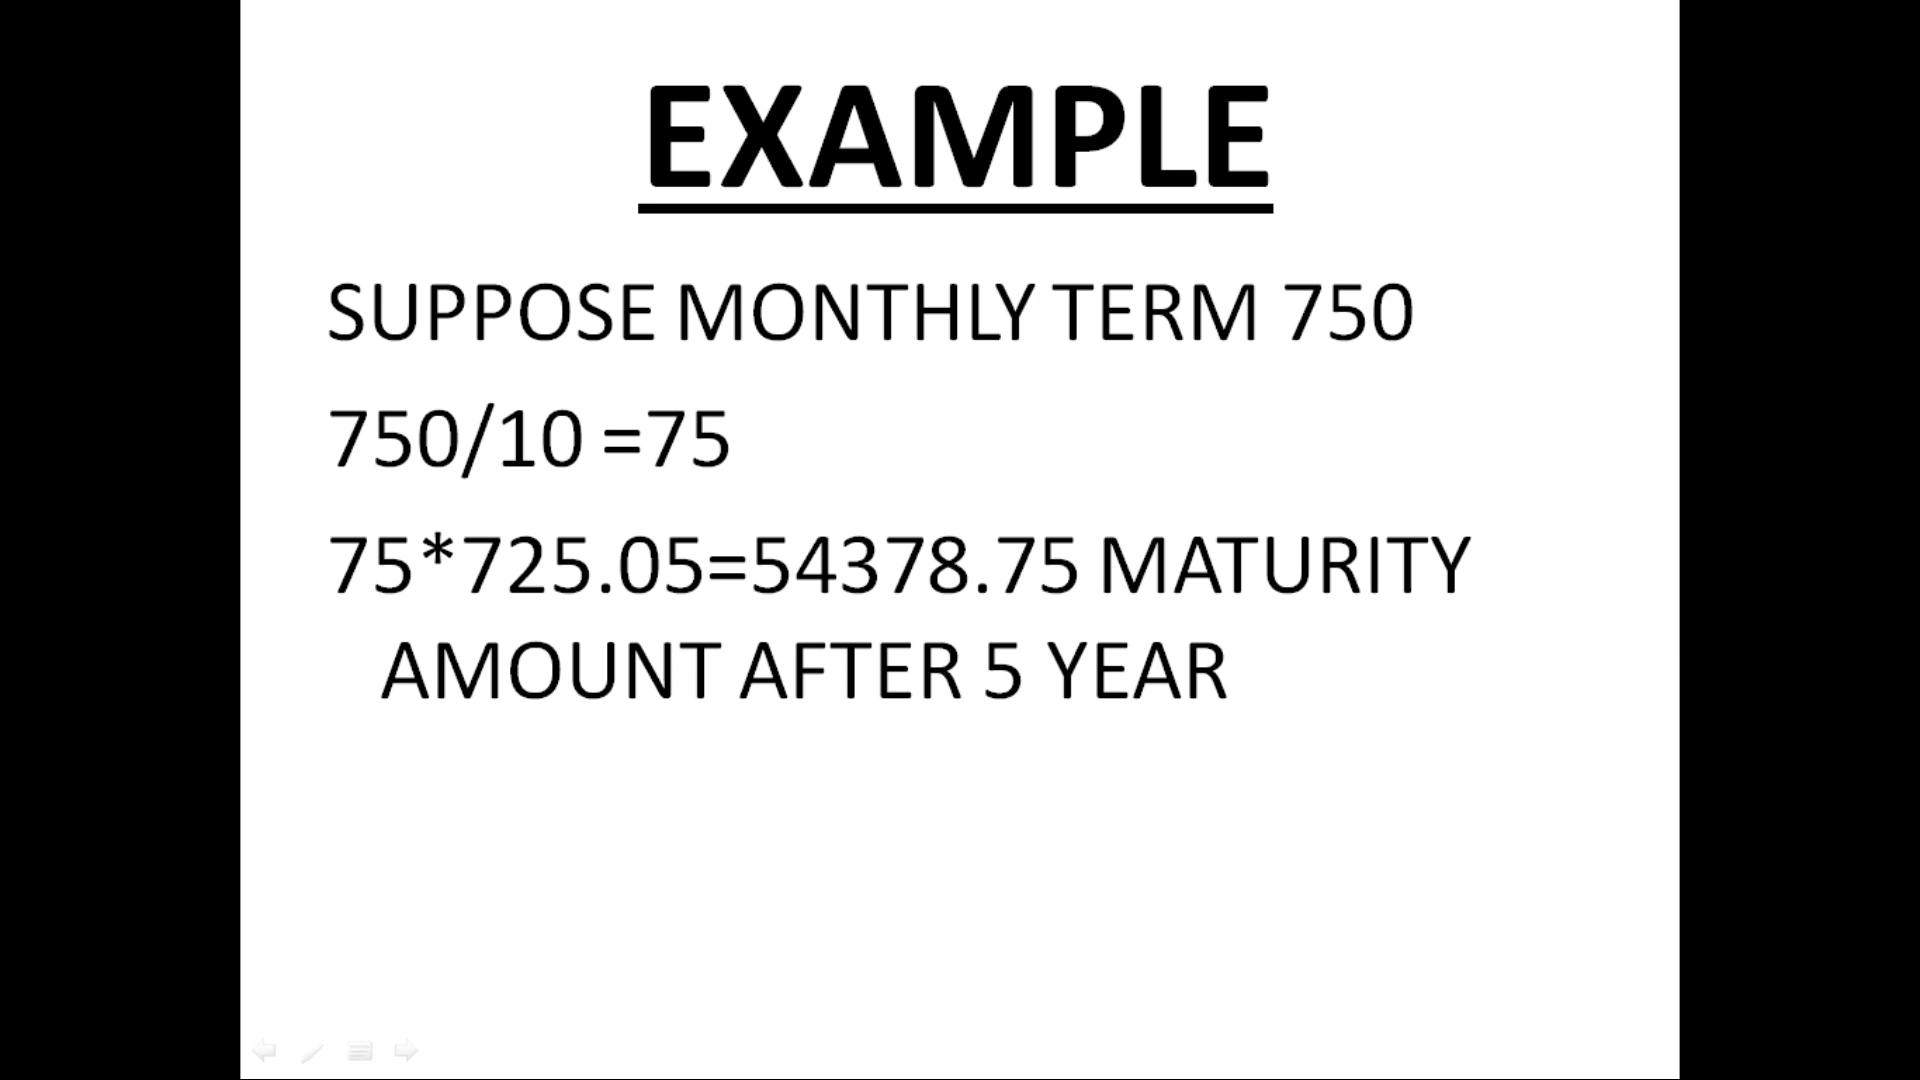 EXAMPLE
SUPPOSE MONTHLY TERM 750
750/10 =75
75*725.05=54378.75 MATURITY
AMOUNT AFTER 5 YEAR